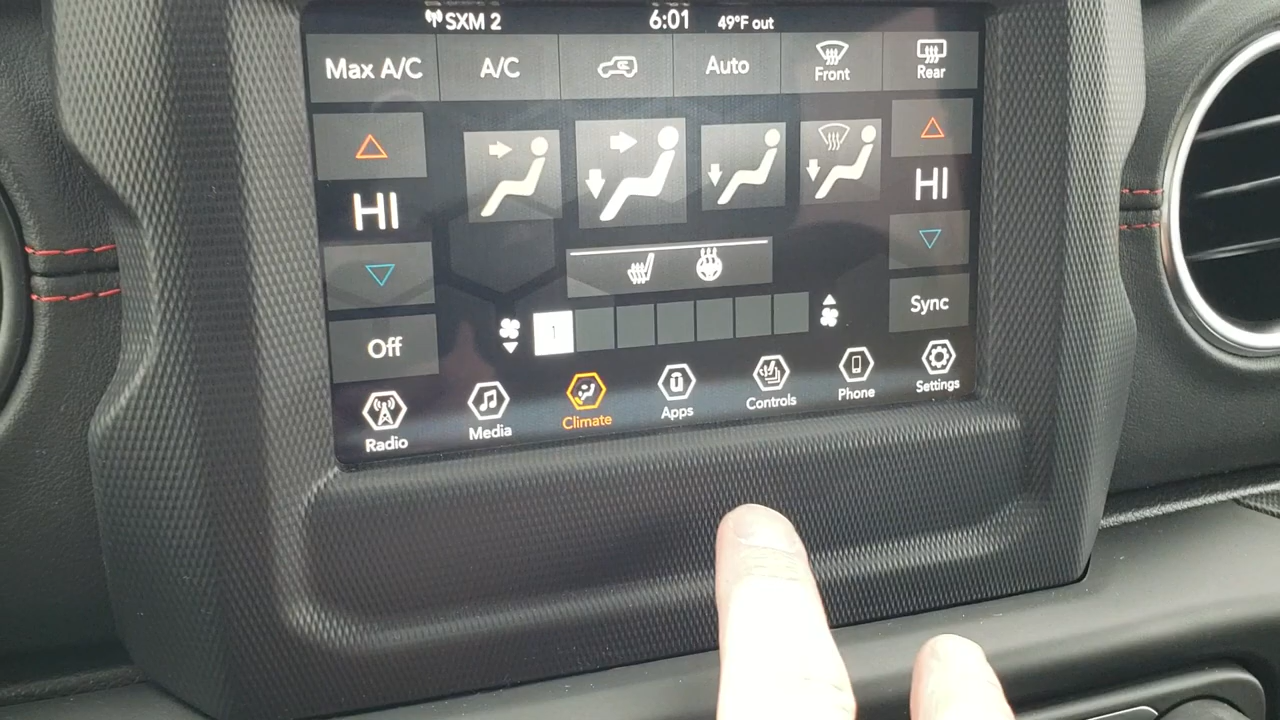 SXM 2 6:01 49°F out
Max A/C A/C Auto Front Rear
HI HI
Off 1 Sync
Radio Media Climate Apps Controls Phone Settings